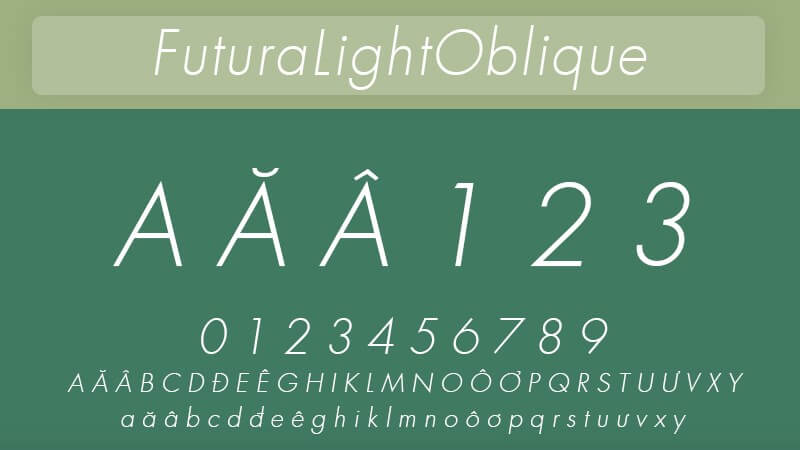 FuturaLightOblique
A Ă Â 1 2 3
0 1 2 3 4 5 6 7 8 9
A Ă Â B C D Đ E Ê G H I K L M N O Ô Ơ P Q R S T U Ư V X Y
a ă â b c d đ e ê g h i k l m n o ô ơ p q r s t u ư v x y